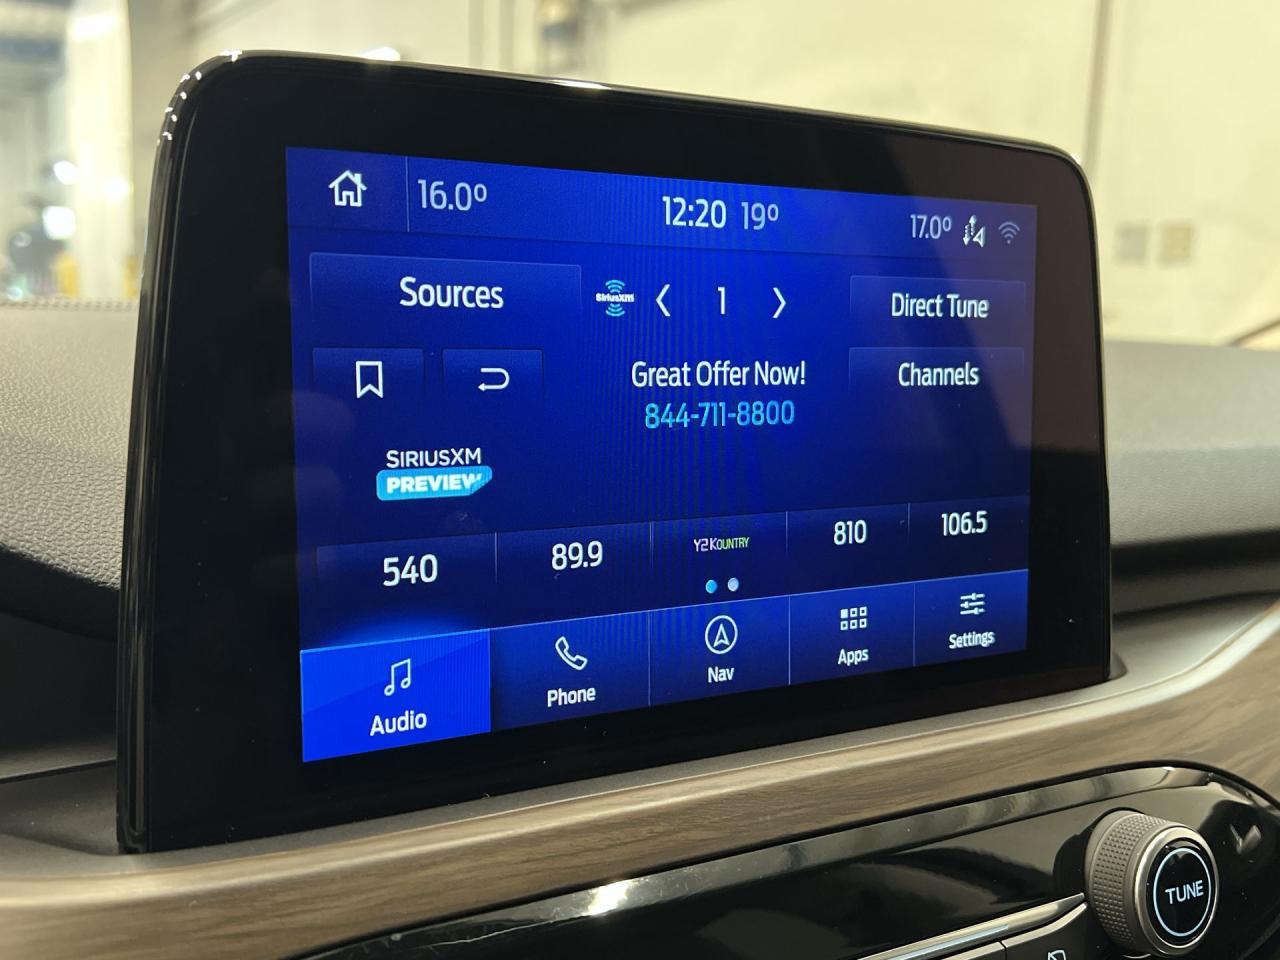 16.0°
12:20 19°
17.0°
Sources
SiriusXM
1
Direct Tune
Great Offer Now!
844-711-8800
Channels
SIRIUSXM
PREVIEW
540
89.9
Y2KOUNTRY
810
106.5
Audio
Phone
Nav
Apps
Settings
TUNE